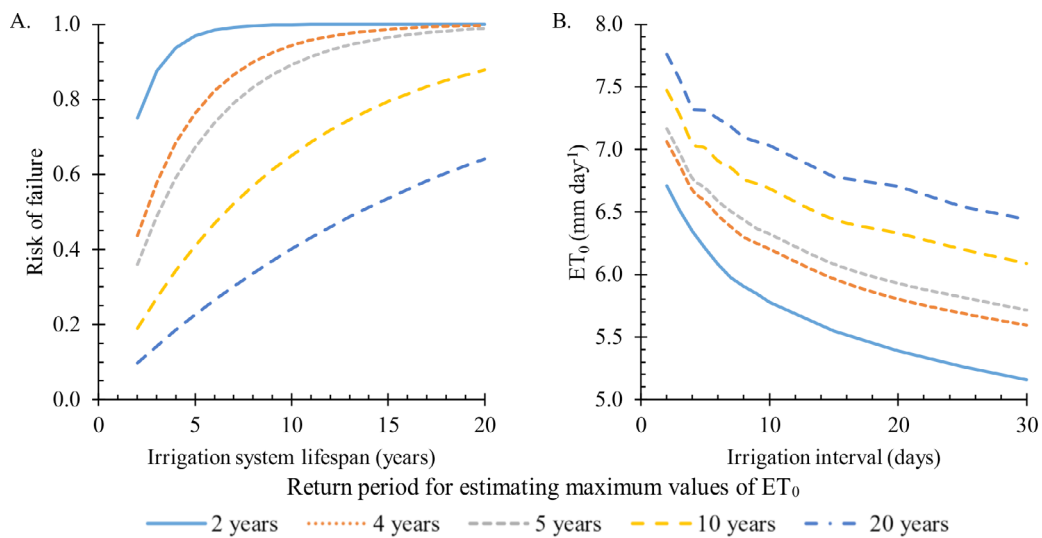 A.
Risk of failure
1.0
0.8
0.6
0.4
0.2
0.0
0 5 10 15 20
Irrigation system lifespan (years)
B.
ET0 (mm day-1)
8.0
7.5
7.0
6.5
6.0
5.5
5.0
0 10 20 30
Irrigation interval (days)
Return period for estimating maximum values of ET0
2 years 4 years 5 years 10 years 20 years